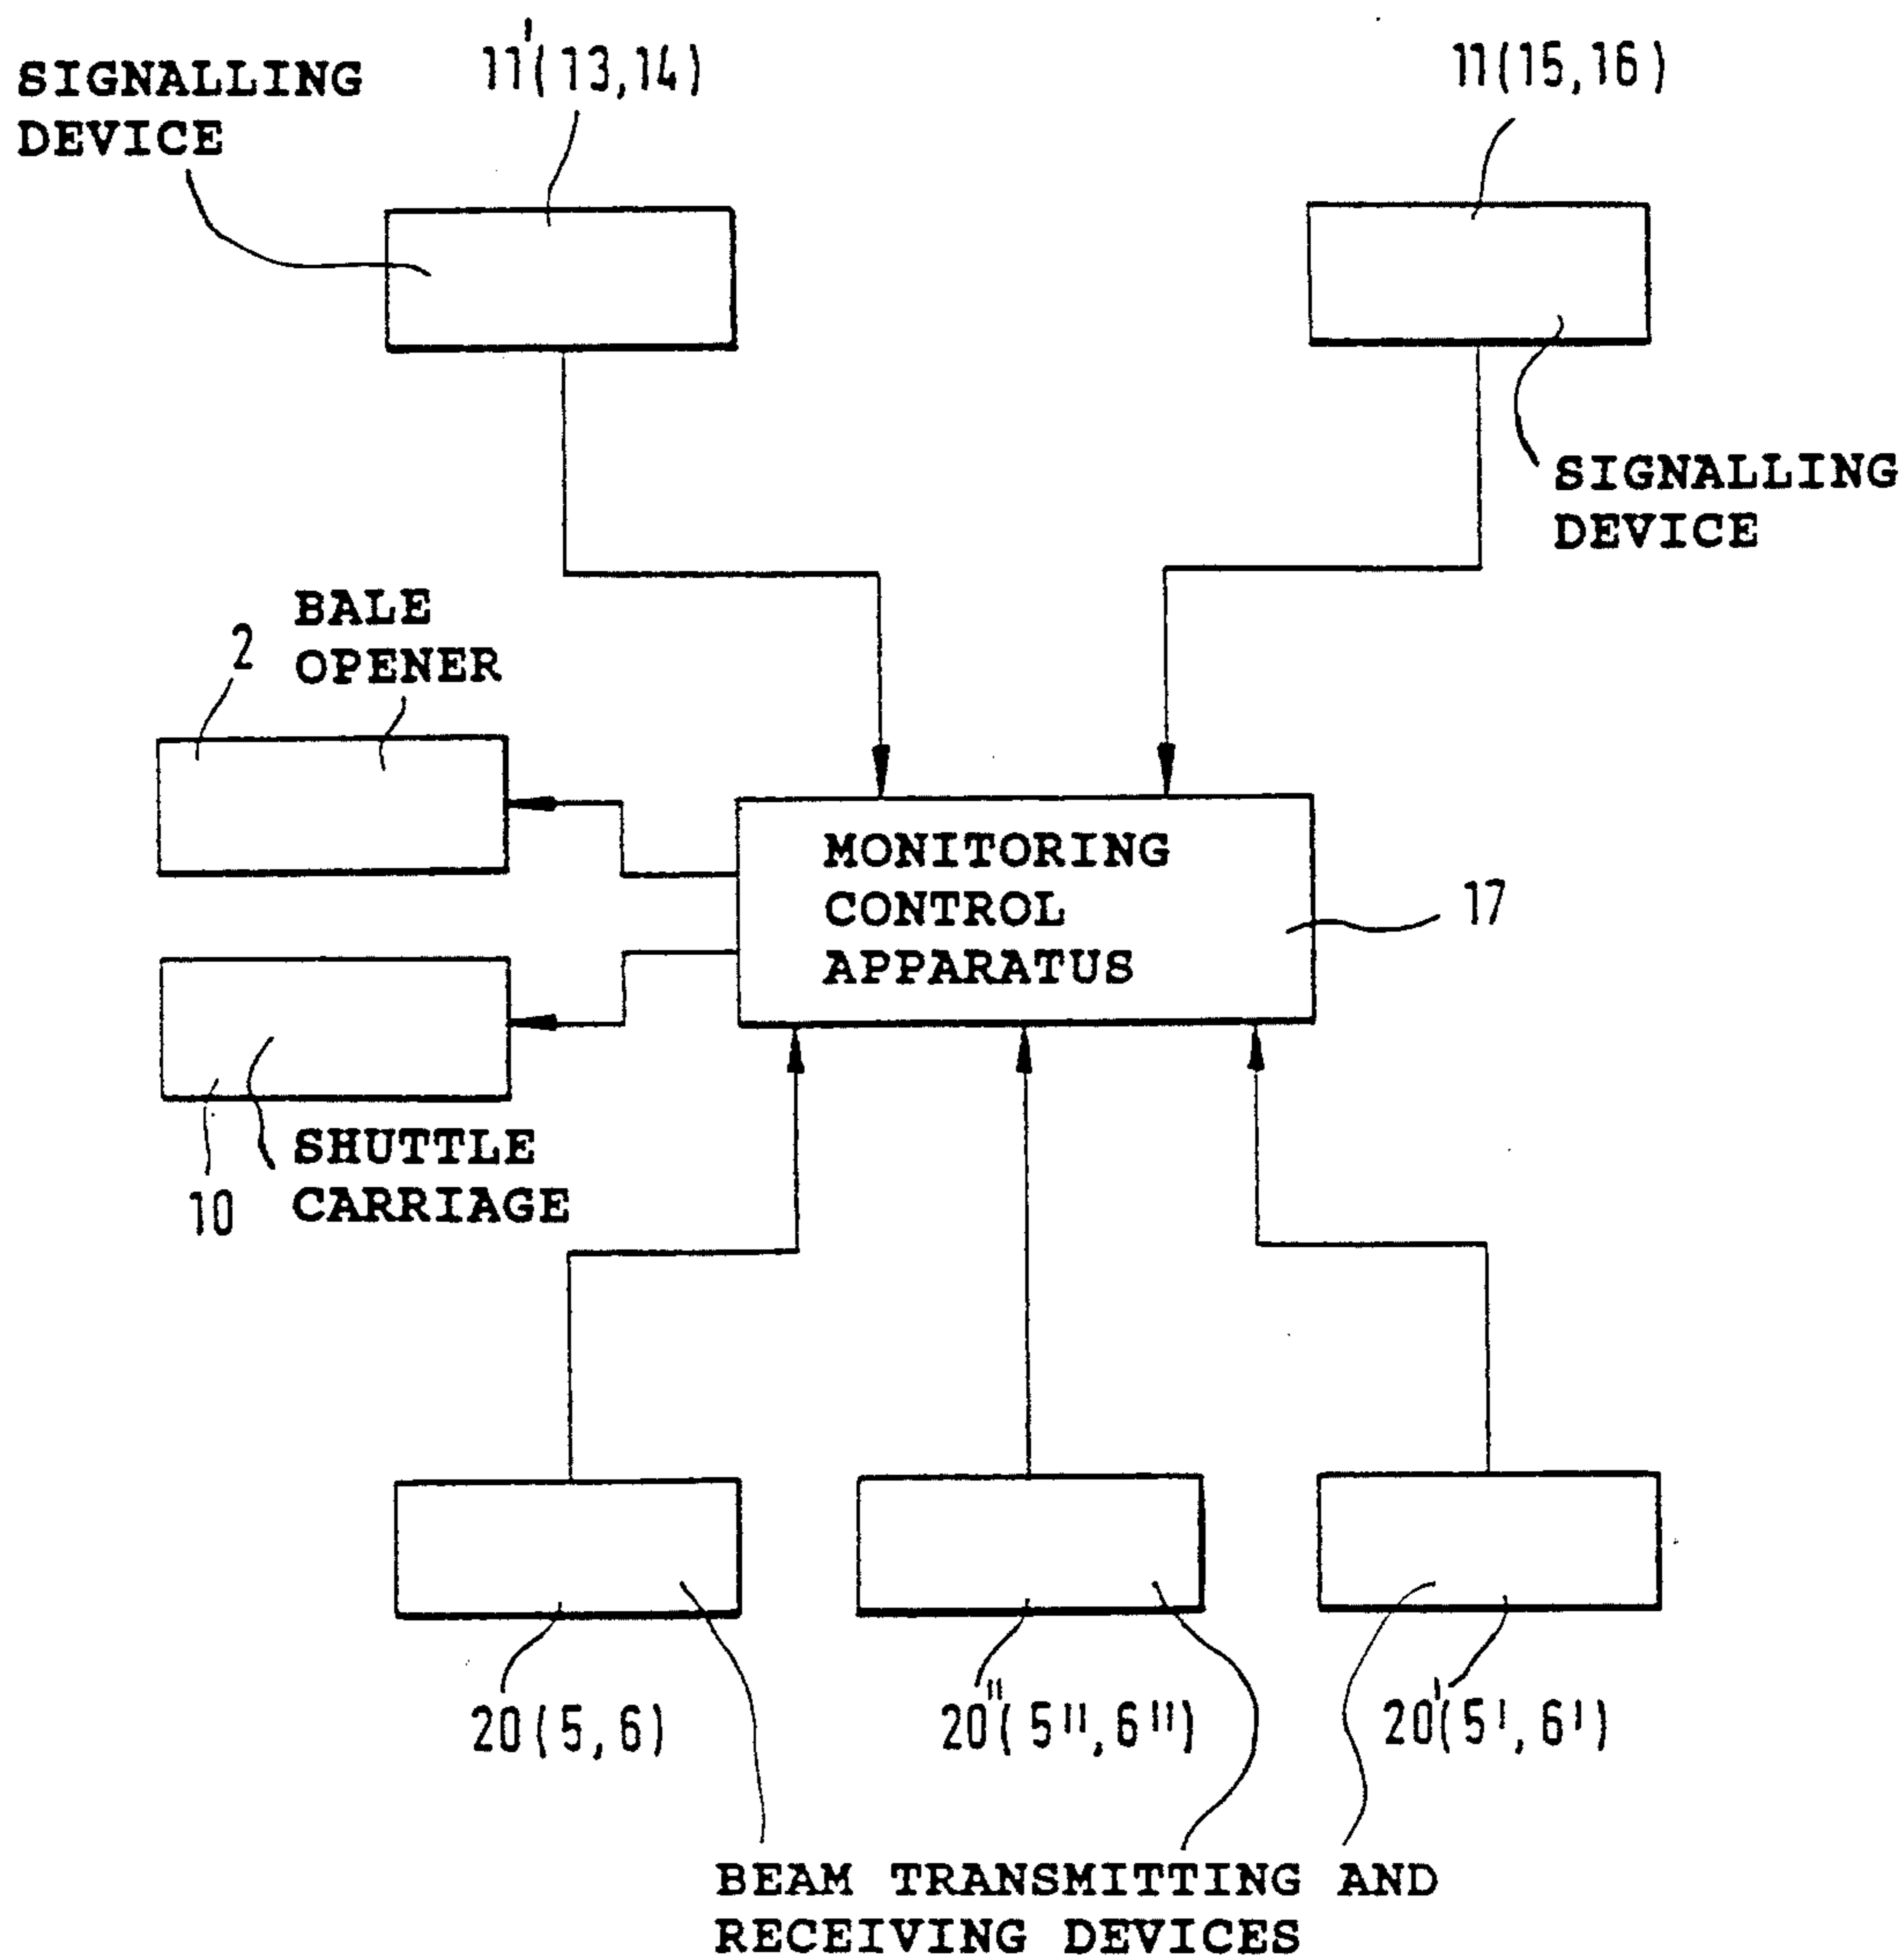 SIGNALLING
DEVICE
11'(13,14)
11(15,16)
SIGNALLING
DEVICE
2
BALE
OPENER
MONITORING
CONTROL
APPARATUS
17
10
SHUTTLE
CARRIAGE
20(5,6)
20"(5",6")
20'(5',6')
BEAM TRANSMITTING AND
RECEIVING DEVICES